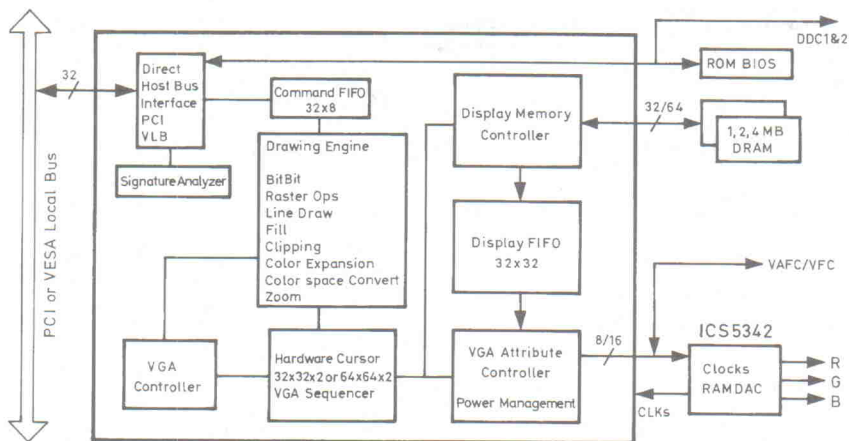 PCI or VESA Local Bus
32
Direct
Host Bus
Interface
PCI
VLB
Signature Analyzer
Command FIFO
32x8
Drawing Engine
BitBit
Raster Ops
Line Draw
Fill
Clipping
Color Expansion
Color space Convert
Zoom
VGA
Controller
Hardware Cursor
32x32x2 or 64x64x2
VGA Sequencer
Display Memory
Controller
Display FIFO
32x32
VGA Attribute
Controller
Power Management
DDC1&2
ROM BIOS
32/64
1,2,4 MB
DRAM
VAFC/VFC
8/16
ICS5342
Clocks
RAMDAC
CLKs
R
G
B